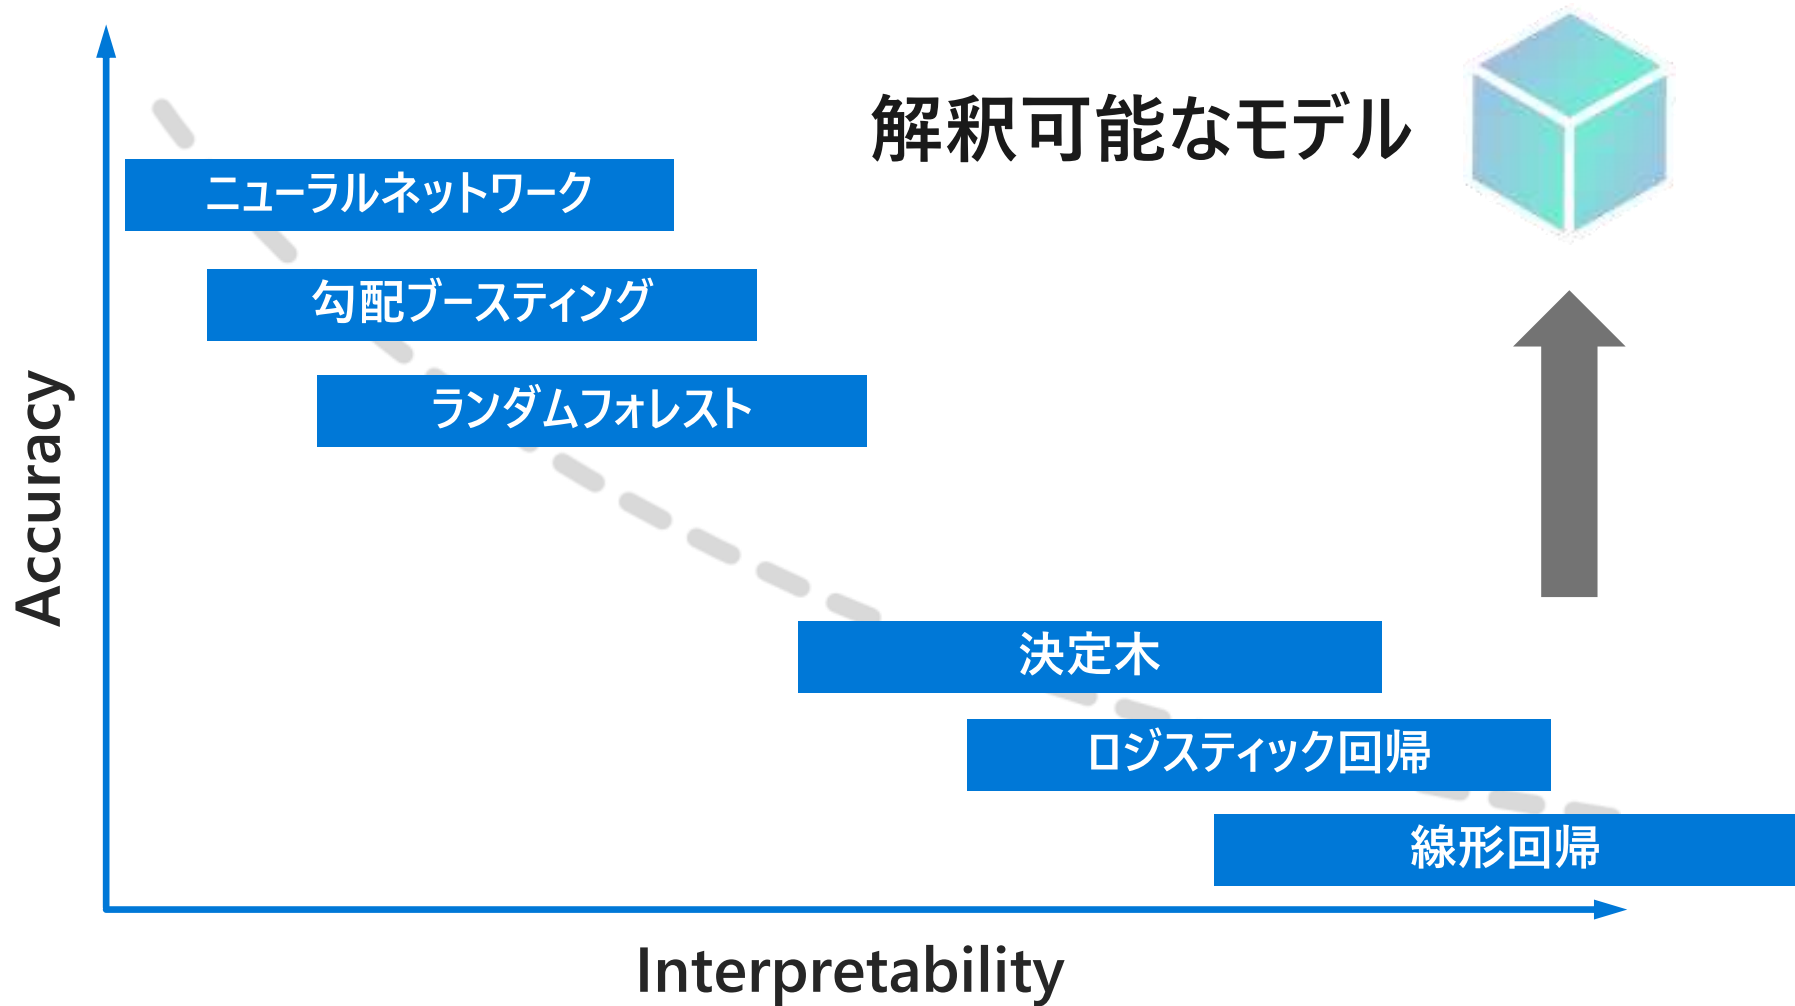 解釈可能なモデル
ニューラルネットワーク
勾配ブースティング
ランダムフォレスト
Accuracy
決定木
ロジスティック回帰
線形回帰
Interpretability